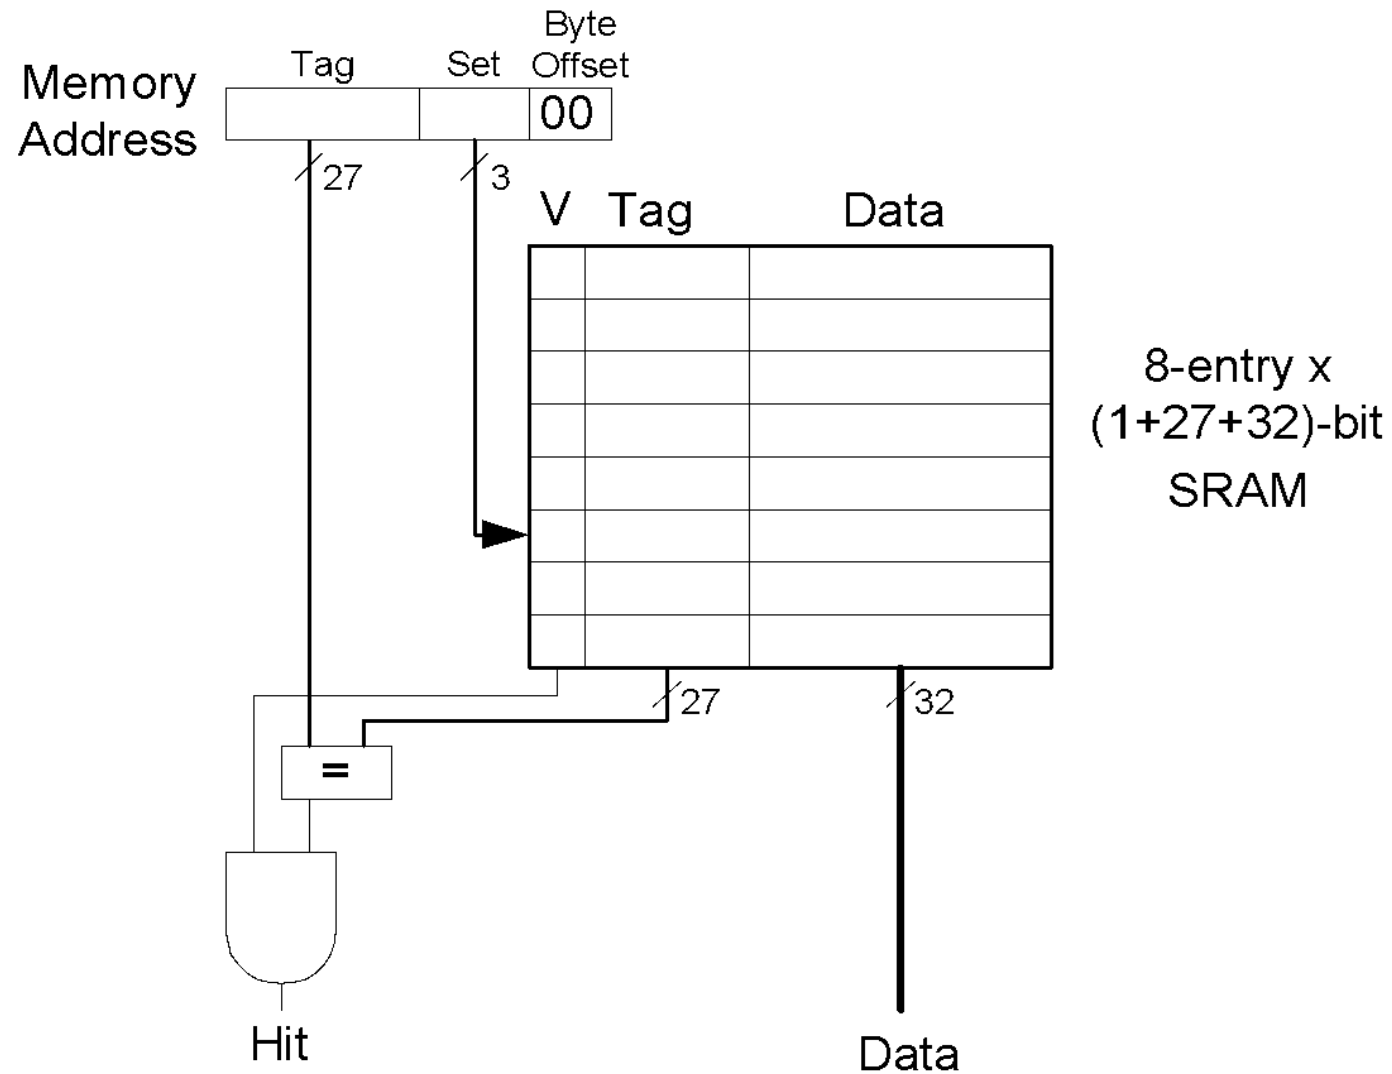 Byte
Tag Set Offset
Memory
Address
00
27
3
V Tag Data
8-entry x
(1+27+32)-bit
SRAM
27
32
=
Hit
Data